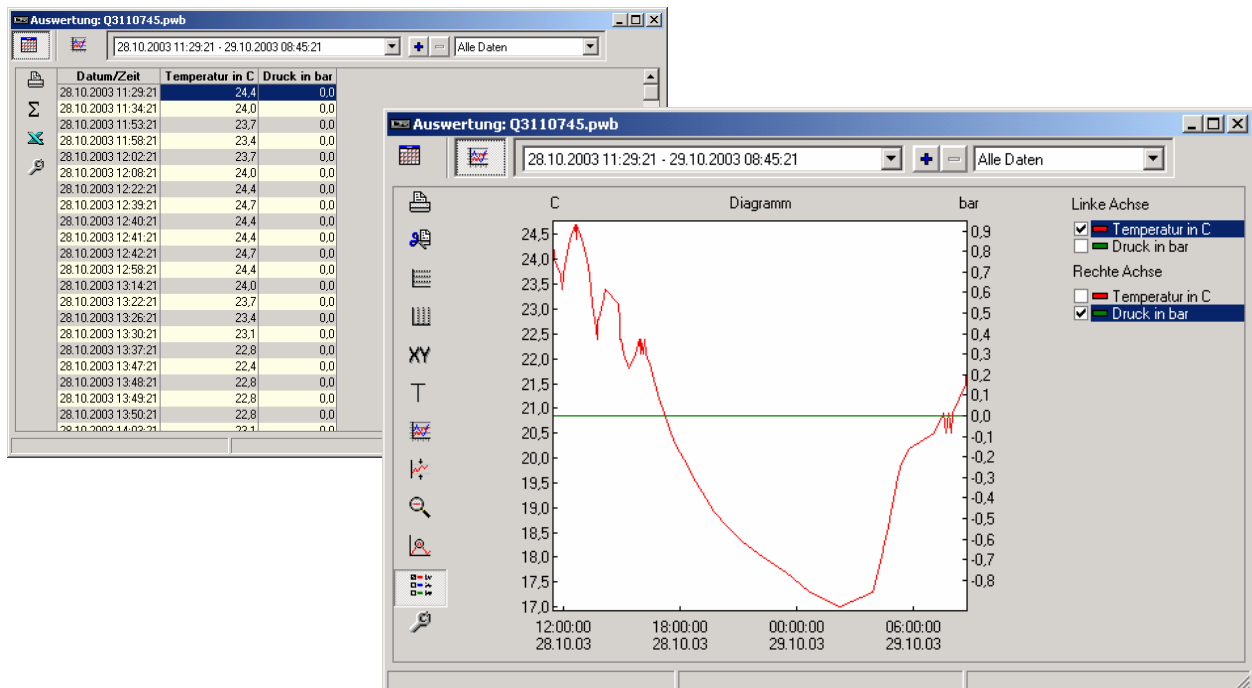 Auswertung: Q3110745.pwb
28.10.2003 11:29:21 - 29.10.2003 08:45:21 Alle Daten
Datum/Zeit Temperatur in C Druck in bar
28.10.2003 11:29:21 24,4 0,0
28.10.2003 11:34:21 24,0 0,0
28.10.2003 11:53:21 23,7 0,0
28.10.2003 11:58:21 23,4 0,0
28.10.2003 12:02:21 23,7 0,0
28.10.2003 12:08:21 24,0 0,0
28.10.2003 12:22:21 24,4 0,0
28.10.2003 12:39:21 24,7 0,0
28.10.2003 12:40:21 24,4 0,0
28.10.2003 12:41:21 24,4 0,0
28.10.2003 12:42:21 24,7 0,0
28.10.2003 12:58:21 24,4 0,0
28.10.2003 13:14:21 24,0 0,0
28.10.2003 13:22:21 23,7 0,0
28.10.2003 13:26:21 23,4 0,0
28.10.2003 13:30:21 23,1 0,0
28.10.2003 13:37:21 22,8 0,0
28.10.2003 13:47:21 22,4 0,0
28.10.2003 13:48:21 22,8 0,0
28.10.2003 13:49:21 22,8 0,0
28.10.2003 13:50:21 22,8 0,0
28.10.2003 14:03:21 23,1 0,0
Σ
Auswertung: Q3110745.pwb
28.10.2003 11:29:21 - 29.10.2003 08:45:21 Alle Daten
XY
T
C Diagramm bar
24,5
24,0
23,5
23,0
22,5
22,0
21,5
21,0
20,5
20,0
19,5
19,0
18,5
18,0
17,5
17,0
0,9
0,8
0,7
0,6
0,5
0,4
0,3
0,2
0,1
0,0
-0,1
-0,2
-0,3
-0,4
-0,5
-0,6
-0,7
-0,8
12:00:00 18:00:00 00:00:00 06:00:00
28.10.03 28.10.03 29.10.03 29.10.03
Linke Achse
Temperatur in C
Druck in bar
Rechte Achse
Temperatur in C
Druck in bar